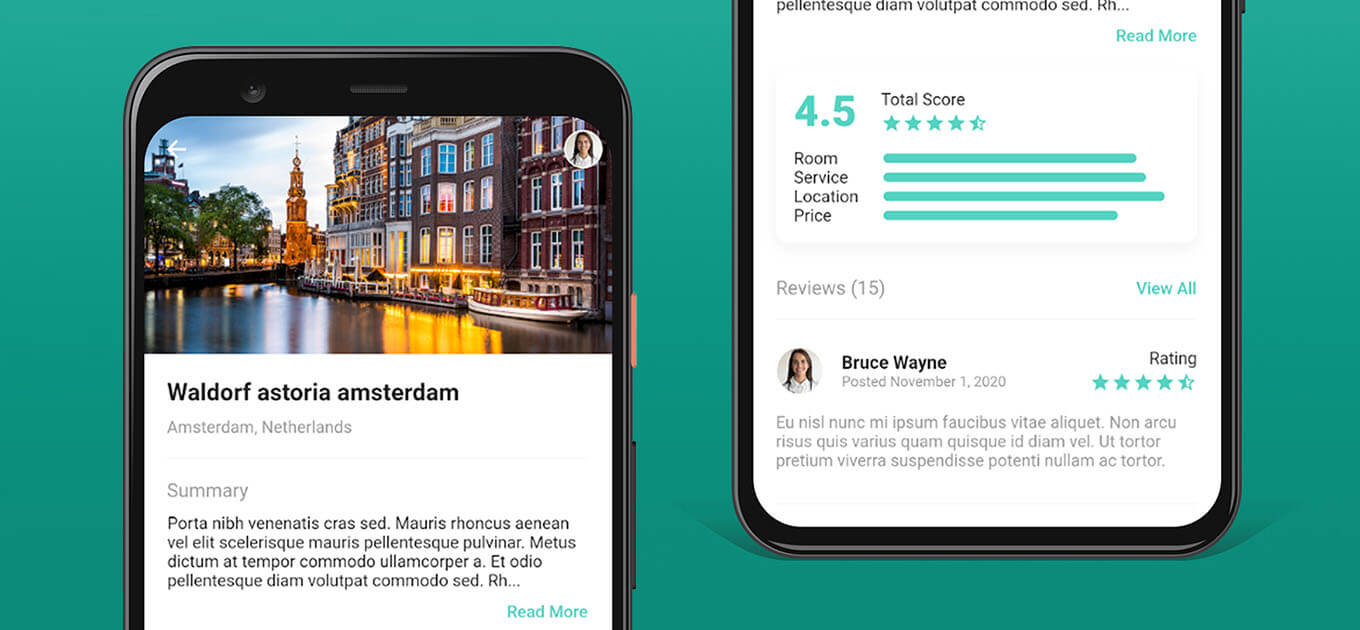 Waldorf astoria amsterdam
Amsterdam, Netherlands
Summary
Porta nibh venenatis cras sed. Mauris rhoncus aenean
vel elit scelerisque mauris pellentesque pulvinar. Metus
dictum at tempor commodo ullamcorper a. Et odio
pellentesque diam volutpat commodo sed. Rh...
Read More
pellentesque diam volutpat commodo sed. Rh...
Read More
4.5
Total Score
Room
Service
Location
Price
Reviews (15)
View All
Bruce Wayne
Posted November 1, 2020
Rating
Eu nisl nunc mi ipsum faucibus vitae aliquet. Non arcu
risus quis varius quam quisque id diam vel. Ut tortor
pretium viverra suspendisse potenti nullam ac tortor.